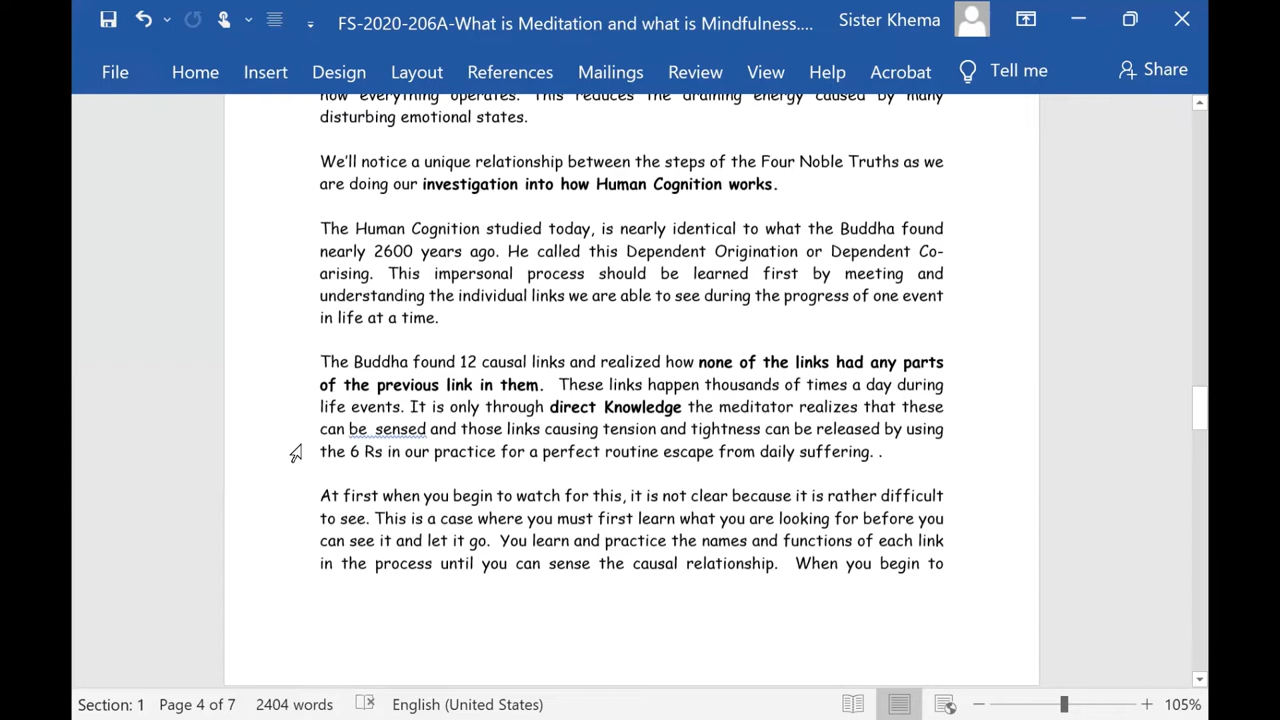 FS-2020-206A-What is Meditation and what is Mindfulness....
Sister Khema
File Home Insert Design Layout References Mailings Review View Help Acrobat Tell me Share
how everything operates. This reduces the draining energy caused by many
disturbing emotional states.
We'll notice a unique relationship between the steps of the Four Noble Truths as we
are doing our investigation into how Human Cognition works.
The Human Cognition studied today, is nearly identical to what the Buddha found
nearly 2600 years ago. He called this Dependent Origination or Dependent Co-
arising. This impersonal process should be learned first by meeting and
understanding the individual links we are able to see during the progress of one event
in life at a time.
The Buddha found 12 causal links and realized how none of the links had any parts
of the previous link in them. These links happen thousands of times a day during
life events. It is only through direct Knowledge the meditator realizes that these
can be sensed and those links causing tension and tightness can be released by using
the 6 Rs in our practice for a perfect routine escape from daily suffering. .
At first when you begin to watch for this, it is not clear because it is rather difficult
to see. This is a case where you must first learn what you are looking for before you
can see it and let it go. You learn and practice the names and functions of each link
in the process until you can sense the causal relationship. When you begin to
Section: 1 Page 4 of 7 2404 words English (United States) 105%